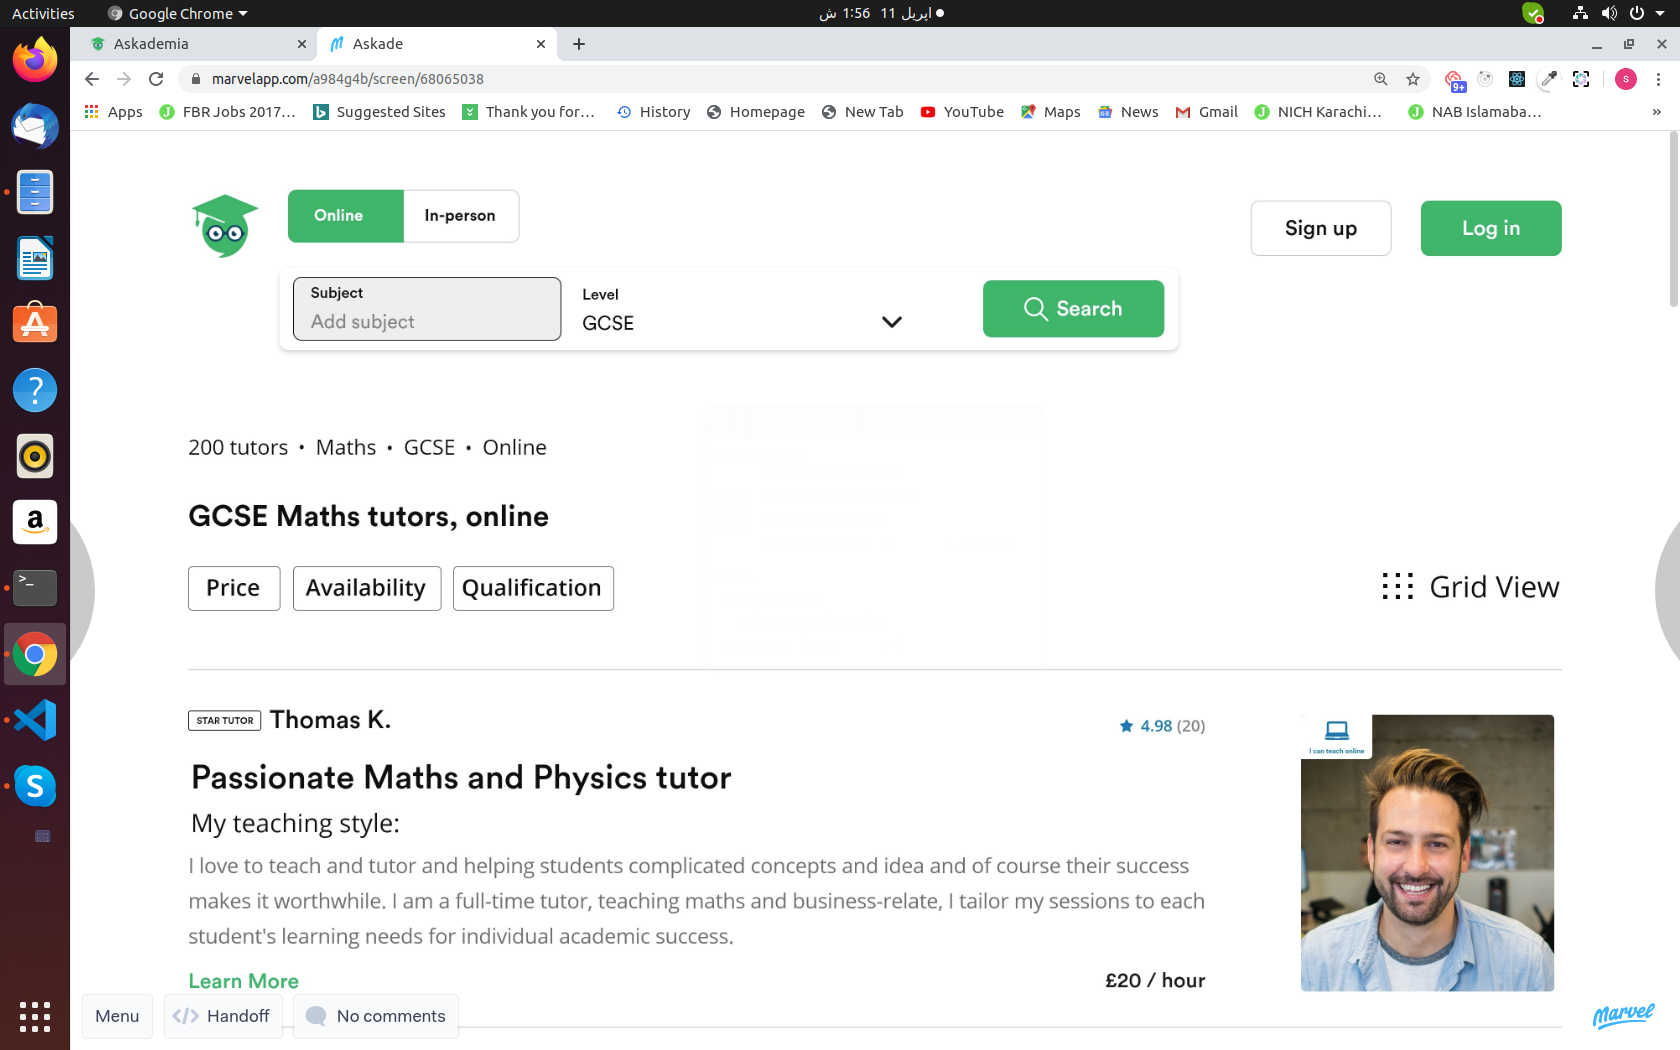 Activities
Google Chrome
اپریل 11 1:56 ش
Askademia
Askade
marvelapp.com/a984g4b/screen/68065038
9+
S
Apps
FBR Jobs 2017...
Suggested Sites
Thank you for...
History
Homepage
New Tab
YouTube
Maps
News
Gmail
NICH Karachi...
NAB Islamaba...
»
Online
In-person
Sign up
Log in
Subject
Add subject
Level
GCSE
Search
200 tutors • Maths • GCSE • Online
GCSE Maths tutors, online
Price
Availability
Qualification
Grid View
STAR TUTOR
Thomas K.
4.98 (20)
I can teach online
Passionate Maths and Physics tutor
My teaching style:
I love to teach and tutor and helping students complicated concepts and idea and of course their success
makes it worthwhile. I am a full-time tutor, teaching maths and business-relate, I tailor my sessions to each
student's learning needs for individual academic success.
Learn More
£20 / hour
Menu
</> Handoff
No comments
Marvel